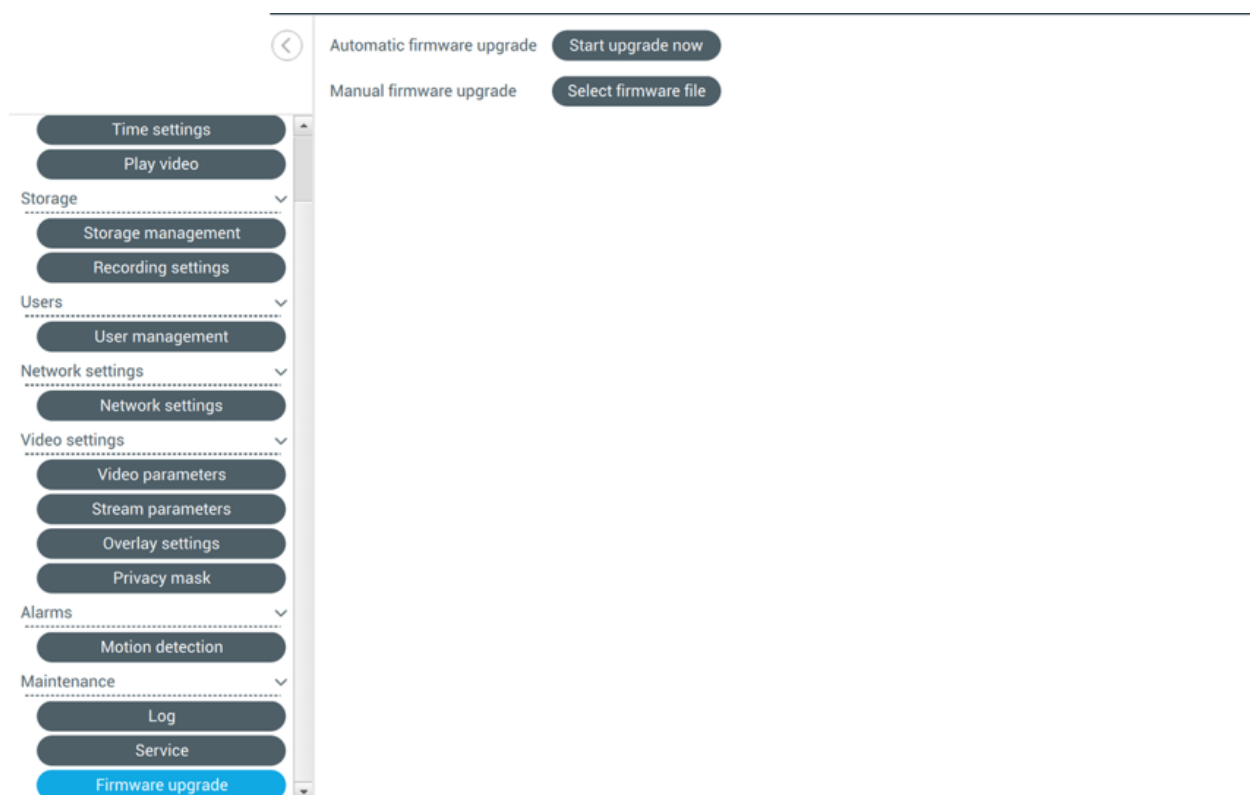 Automatic firmware upgrade Start upgrade now
Manual firmware upgrade Select firmware file
Time settings
Play video
Storage
Storage management
Recording settings
Users
User management
Network settings
Network settings
Video settings
Video parameters
Stream parameters
Overlay settings
Privacy mask
Alarms
Motion detection
Maintenance
Log
Service
Firmware upgrade